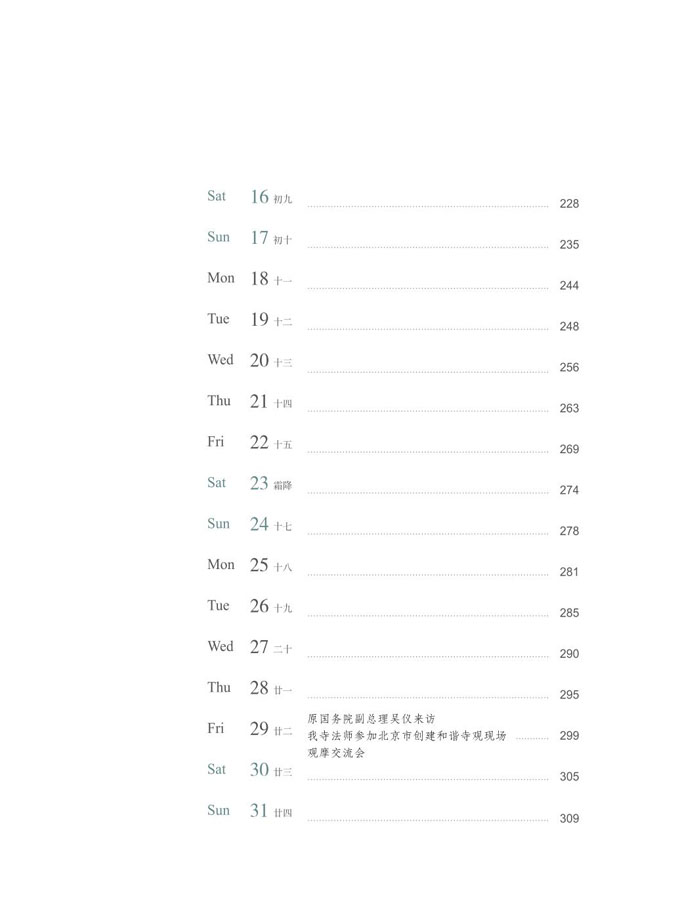 Sat 16 初九 228
Sun 17 初十 235
Mon 18 十一 244
Tue 19 十二 248
Wed 20 十三 256
Thu 21 十四 263
Fri 22 十五 269
Sat 23 霜降 274
Sun 24 十七 278
Mon 25 十八 281
Tue 26 十九 285
Wed 27 二十 290
Thu 28 廿一 295
原国务院副总理吴仪来访
Fri 29 廿二 我寺法师参加北京市创建和谐寺观现场 299
观摩交流会
Sat 30 廿三 305
Sun 31 廿四 309